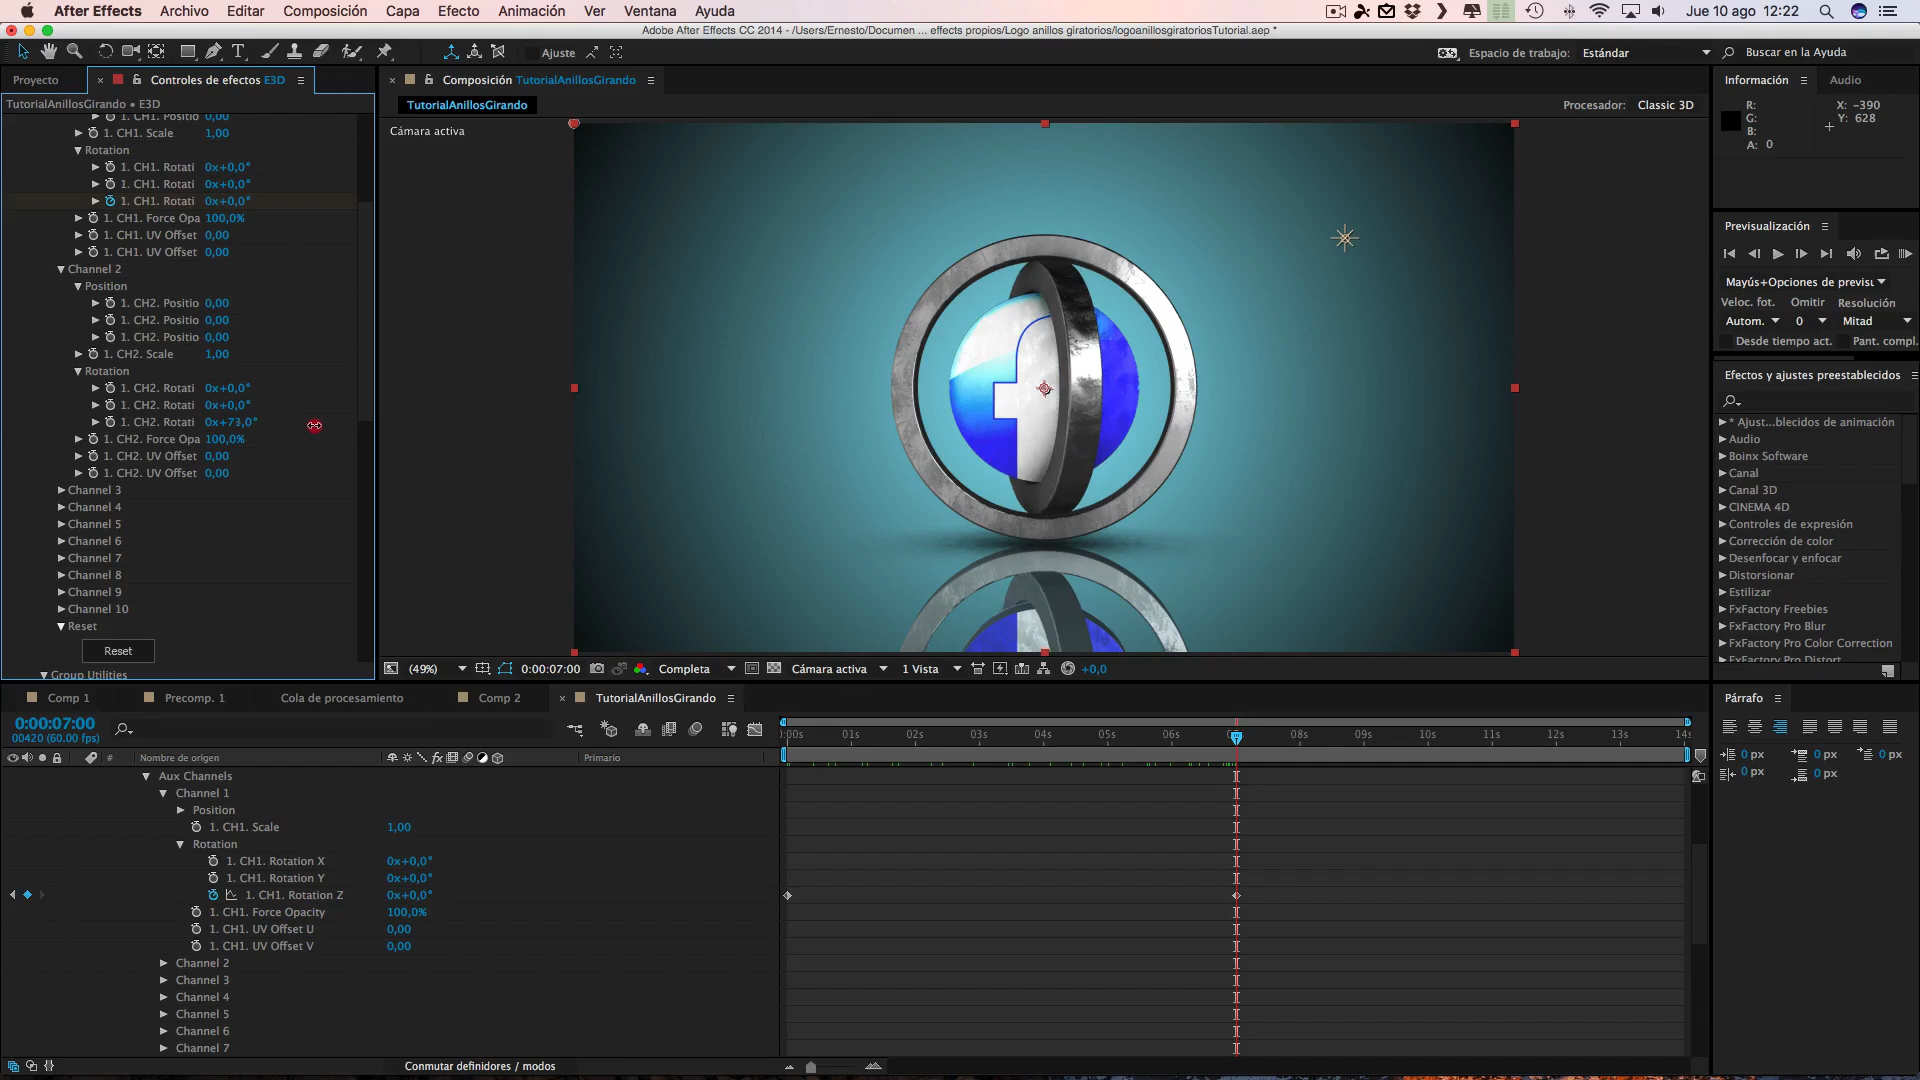 After Effects Archivo Editar Composición Capa Efecto Animación Ver Ventana Ayuda Jue 10 ago 12:22
Adobe After Effects CC 2014 - /Users/Ernesto/Documen ... effects propios/Logo anillos giratorios/logoanillosgiratoriosTutorial.aep *
Ajuste Espacio de trabajo: Estándar Buscar en la Ayuda
Proyecto Controles de efectos E3D
TutorialAnillosGirando • E3D
1. CH1. Positio 0,00
1. CH1. Scale 1,00
Rotation
1. CH1. Rotati 0x+0,0°
1. CH1. Rotati 0x+0,0°
1. CH1. Rotati 0x+0,0°
1. CH1. Force Opa 100,0%
1. CH1. UV Offset 0,00
1. CH1. UV Offset 0,00
Channel 2
Position
1. CH2. Positio 0,00
1. CH2. Positio 0,00
1. CH2. Positio 0,00
1. CH2. Scale 1,00
Rotation
1. CH2. Rotati 0x+0,0°
1. CH2. Rotati 0x+0,0°
1. CH2. Rotati 0x+73,0°
1. CH2. Force Opa 100,0%
1. CH2. UV Offset 0,00
1. CH2. UV Offset 0,00
Channel 3
Channel 4
Channel 5
Channel 6
Channel 7
Channel 8
Channel 9
Channel 10
Reset
Reset
Group Utilities
Composición TutorialAnillosGirando
TutorialAnillosGirando Procesador: Classic 3D
Cámara activa
(49%) 0:00:07:00 Completa Cámara activa 1 Vista +0,0
Información Audio
R: X: -390
G: Y: 628
B:
A: 0
Previsualización
Mayús+Opciones de previsu
Veloc. fot. Omitir Resolución
Autom. 0 Mitad
Desde tiempo act. Pant. compl.
Efectos y ajustes preestablecidos
* Ajust...blecidos de animación
Audio
Boinx Software
Canal
Canal 3D
CINEMA 4D
Controles de expresión
Corrección de color
Desenfocar y enfocar
Distorsionar
Estilizar
FxFactory Freebies
FxFactory Pro Blur
FxFactory Pro Color Correction
FxFactory Pro Distort
Comp 1 Precomp. 1 Cola de procesamiento Comp 2 TutorialAnillosGirando
0:00:07:00
00420 (60.00 fps)
# Nombre de origen Primario
:00s 01s 02s 03s 04s 05s 06s 08s 09s 10s 11s 12s 13s 14s
Aux Channels
Channel 1
Position
1. CH1. Scale 1,00
Rotation
1. CH1. Rotation X 0x+0,0°
1. CH1. Rotation Y 0x+0,0°
1. CH1. Rotation Z 0x+0,0°
1. CH1. Force Opacity 100,0%
1. CH1. UV Offset U 0,00
1. CH1. UV Offset V 0,00
Channel 2
Channel 3
Channel 4
Channel 5
Channel 6
Channel 7
Conmutar definidores / modos
Párrafo
0 px 0 px 0 px
0 px 0 px